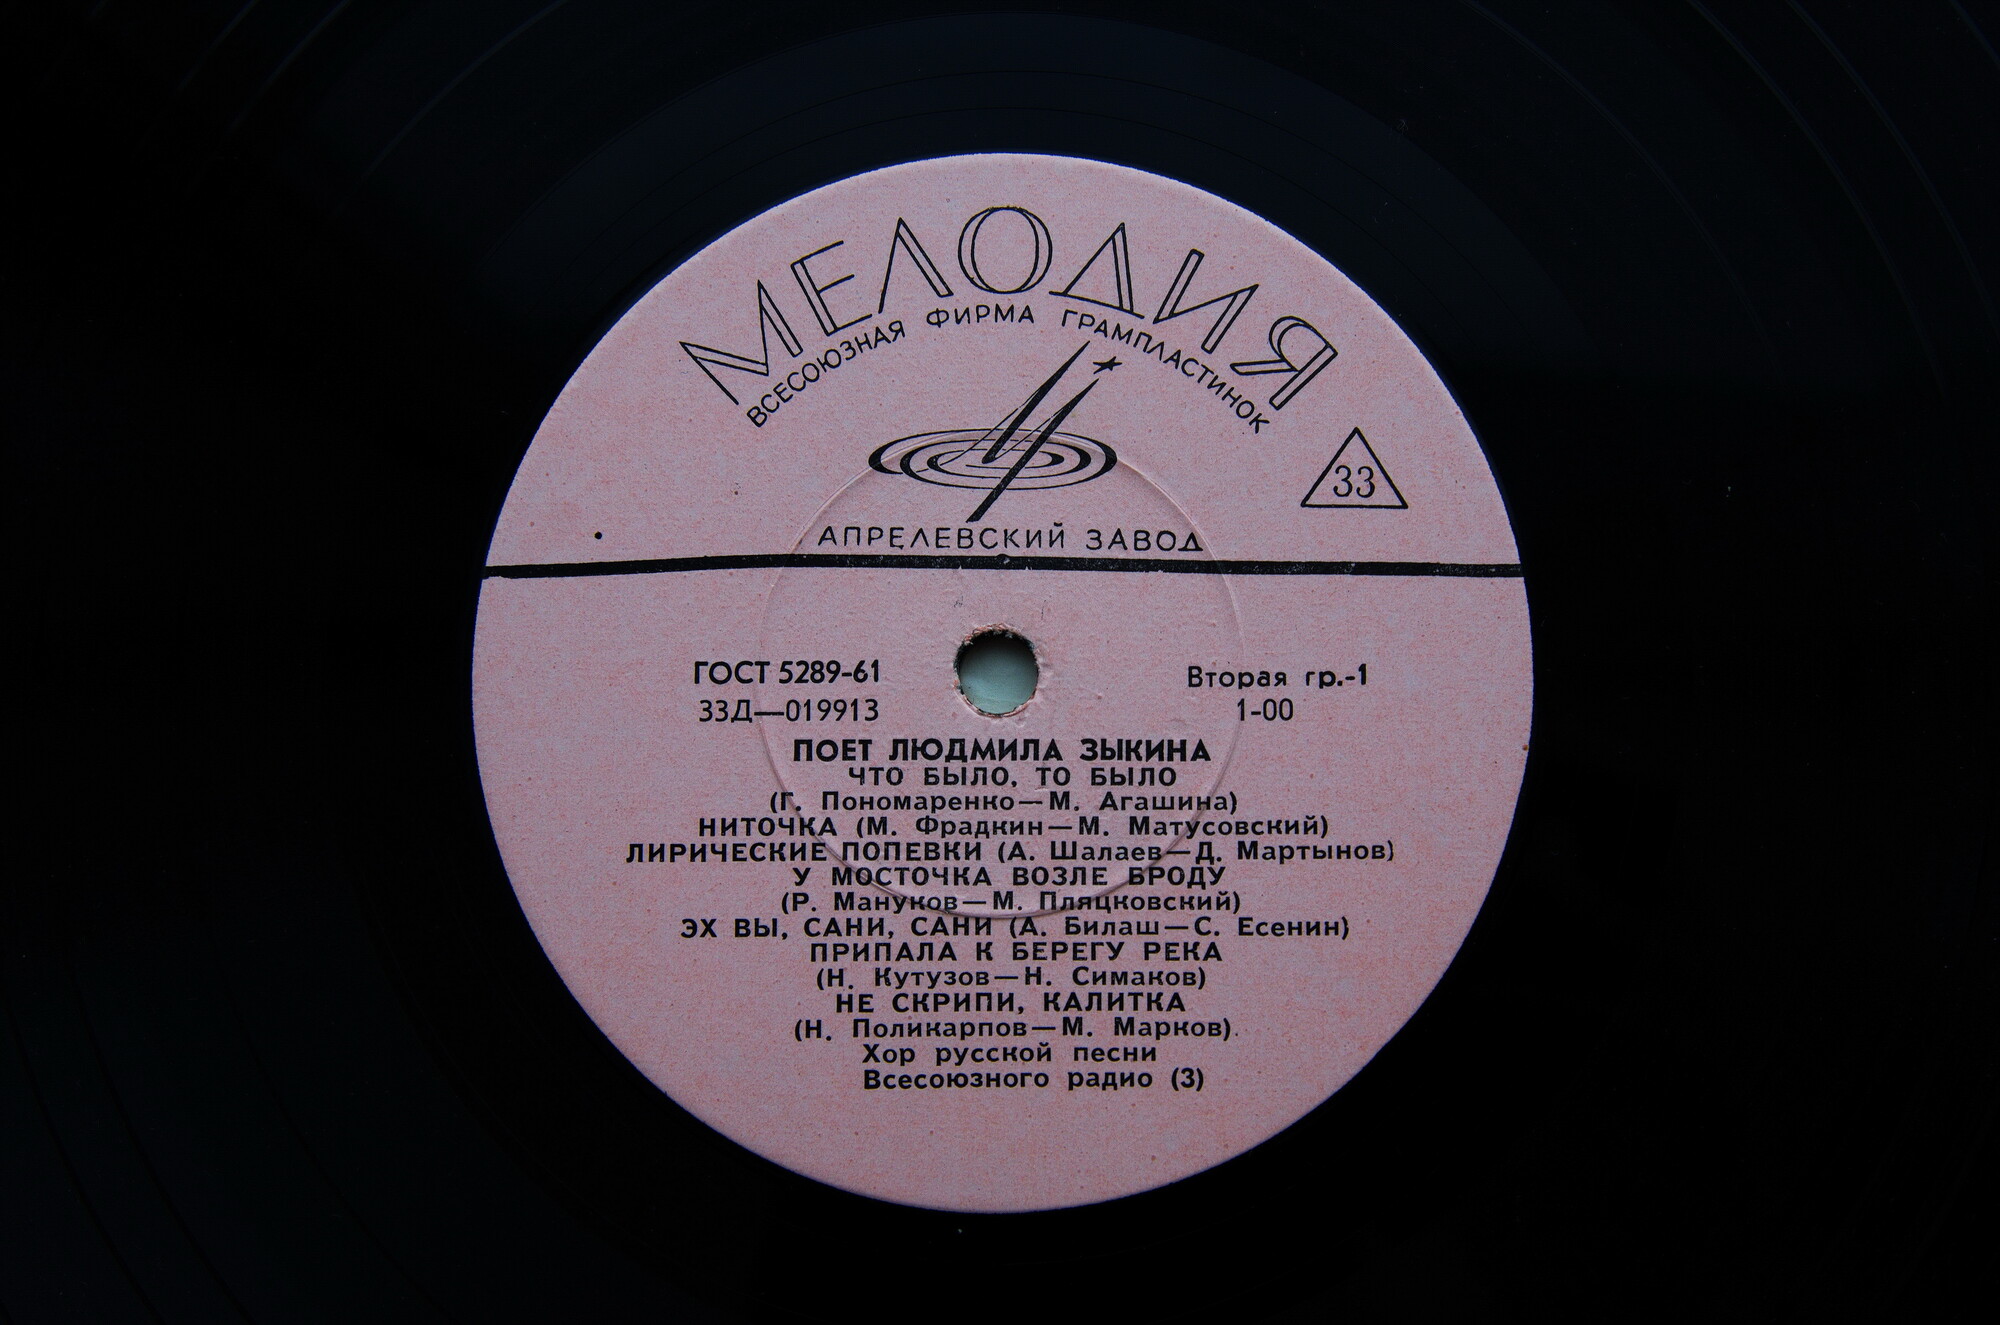 МЕЛОДИЯ
ВСЕСОЮЗНАЯ ФИРМА ГРАМПЛАСТИНОК
33
АПРЕЛЕВСКИЙ ЗАВОД
ГОСТ 5289-61 Вторая гр.-1
33Д—019913 1-00
ПОЕТ ЛЮДМИЛА ЗЫКИНА
ЧТО БЫЛО, ТО БЫЛО
(Г. Пономаренко—М. Агашина)
НИТОЧКА (М. Фрадкин—М. Матусовский)
ЛИРИЧЕСКИЕ ПОПЕВКИ (А. Шалаев—Д. Мартынов)
У МОСТОЧКА ВОЗЛЕ БРОДУ
(Р. Мануков—М. Пляцковский)
ЭХ ВЫ, САНИ, САНИ (А. Билаш—С. Есенин)
ПРИПАЛА К БЕРЕГУ РЕКА
(Н. Кутузов—Н. Симаков)
НЕ СКРИПИ, КАЛИТКА
(Н. Поликарпов—М. Марков).
Хор русской песни
Всесоюзного радио (3)